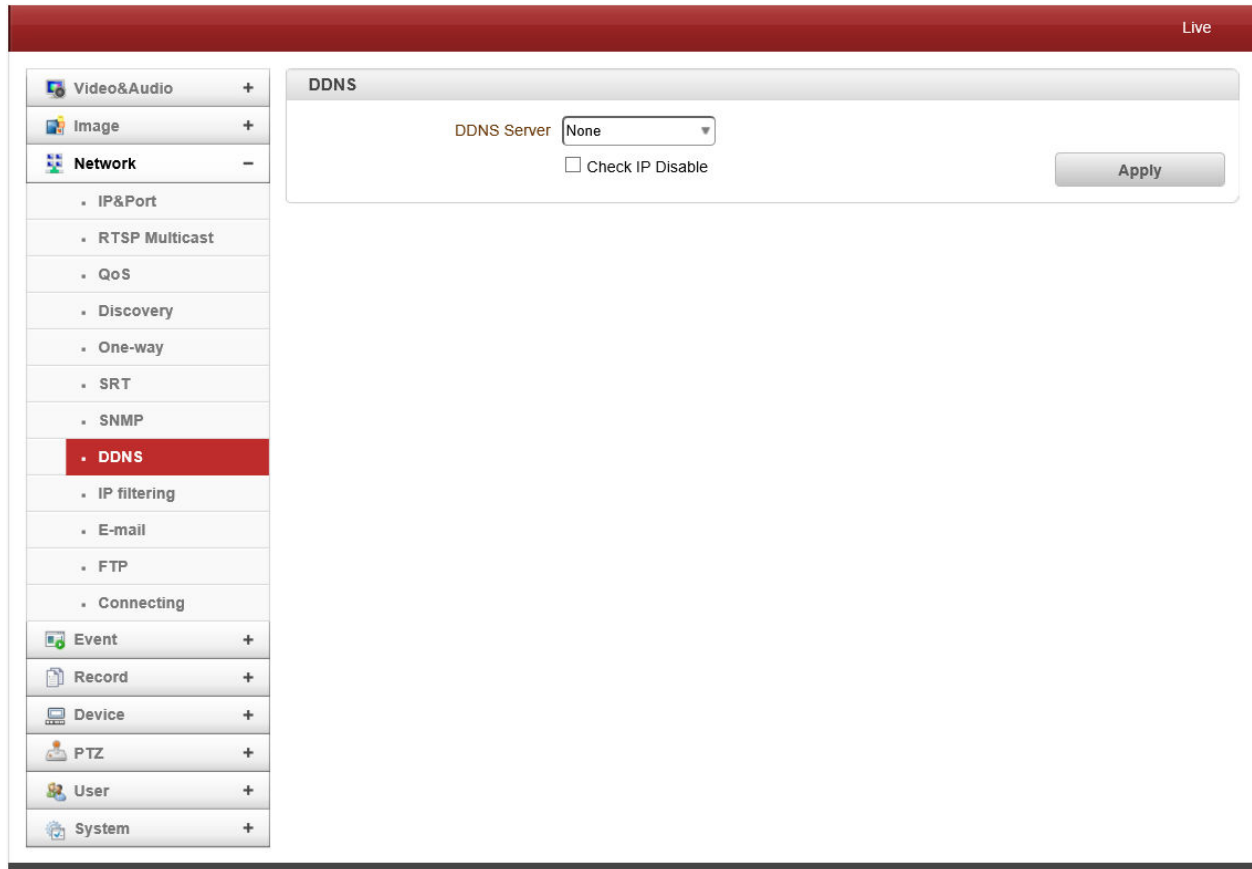 Live
Video&Audio +
Image +
Network −
IP&Port
RTSP Multicast
QoS
Discovery
One-way
SRT
SNMP
DDNS
IP filtering
E-mail
FTP
Connecting
Event +
Record +
Device +
PTZ +
User +
System +
DDNS
DDNS Server None
Check IP Disable
Apply